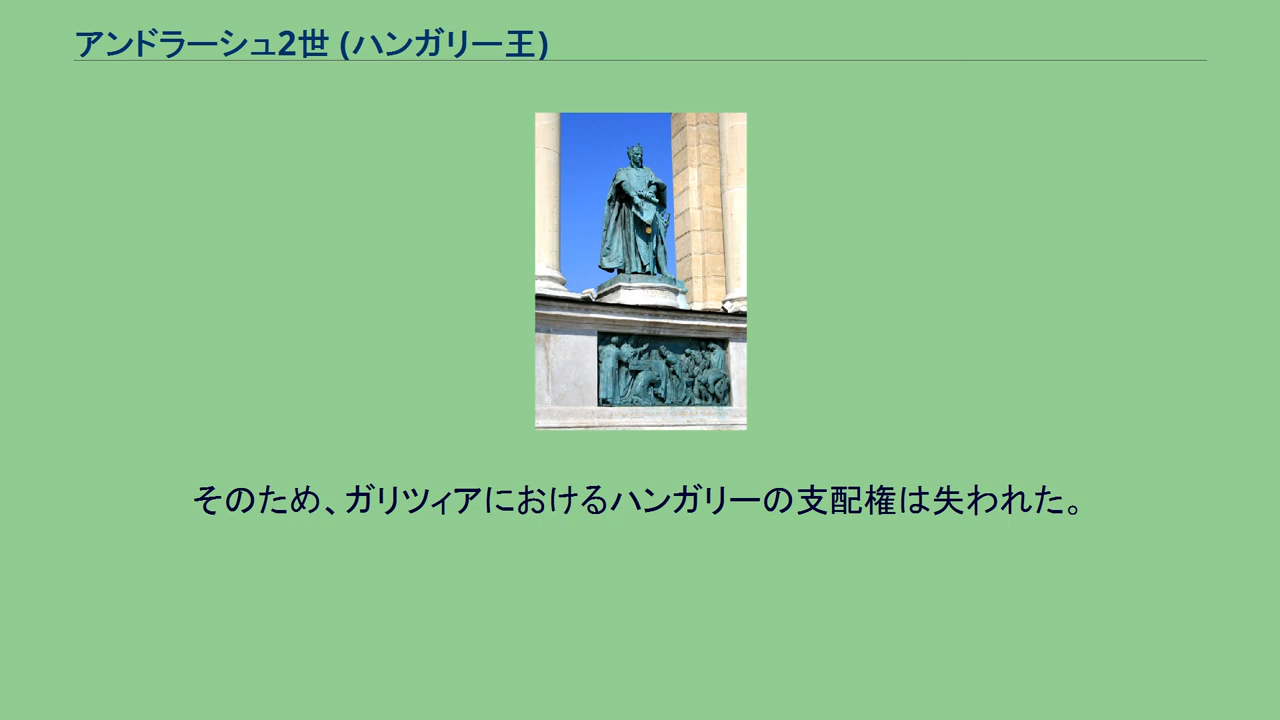 アンドラーシュ2世 (ハンガリー王)
そのため、ガリツィアにおけるハンガリーの支配権は失われた。